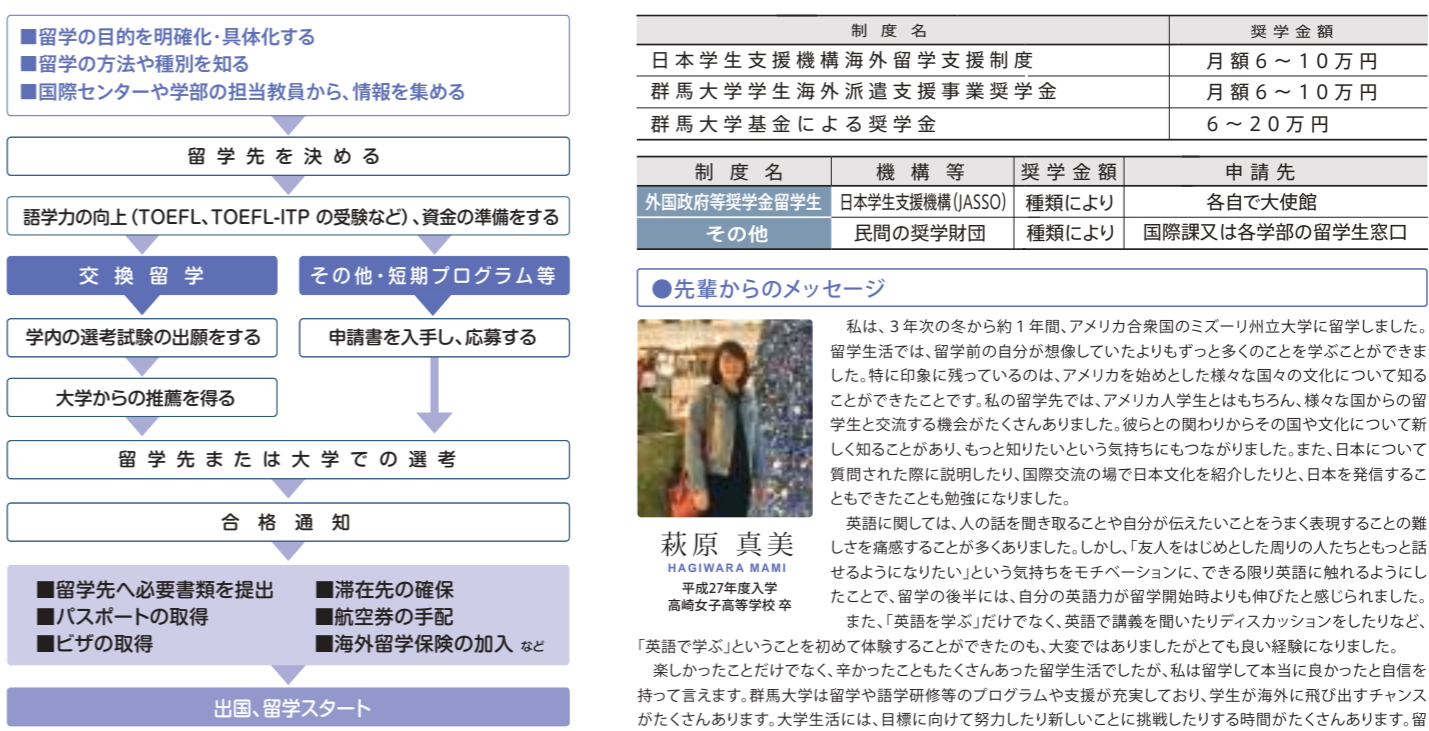 ■留学の目的を明確化･具体化する
■留学の方法や種別を知る
■国際センターや学部の担当教員から、情報を集める
留学先を決める
語学力の向上（TOEFL、TOEFL-ITP の受験など）、資金の準備をする
交換留学
その他・短期プログラム等
学内の選考試験の出願をする
申請書を入手し、応募する
大学からの推薦を得る
留学先または大学での選考
合格通知
■留学先へ必要書類を提出
■パスポートの取得
■ビザの取得
■滞在先の確保
■航空券の手配
■海外留学保険の加入 など
出国、留学スタート
制度名 奨学金額
日本学生支援機構海外留学支援制度 月額6～10万円
群馬大学学生海外派遣支援事業奨学金 月額6～10万円
群馬大学基金による奨学金 6～20万円
制度名 機構等 奨学金額 申請先
外国政府等奨学金留学生 日本学生支援機構(JASSO) 種類により 各自で大使館
その他 民間の奨学財団 種類により 国際課又は各学部の留学生窓口
●先輩からのメッセージ
私は、３年次の冬から約１年間、アメリカ合衆国のミズーリ州立大学に留学しました。
留学生活では、留学前の自分が想像していたよりもずっと多くのことを学ぶことができま
した。特に印象に残っているのは、アメリカを始めとした様々な国々の文化について知る
ことができたことです。私の留学先では、アメリカ人学生とはもちろん、様々な国からの留
学生と交流する機会がたくさんありました。彼らとの関わりからその国や文化について新
しく知ることがあり、もっと知りたいという気持ちにもつながりました。また、日本について
質問された際に説明したり、国際交流の場で日本文化を紹介したりと、日本を発信するこ
ともできたことも勉強になりました。
英語に関しては、人の話を聞き取ることや自分が伝えたいことをうまく表現することの難
しさを痛感することが多くありました。しかし、「友人をはじめとした周りの人たちともっと話
せるようになりたい」という気持ちをモチベーションに、できる限り英語に触れるようにし
たことで、留学の後半には、自分の英語力が留学開始時よりも伸びたと感じられました。
また、「英語を学ぶ」だけでなく、英語で講義を聞いたりディスカッションをしたりなど、
「英語で学ぶ」ということを初めて体験することができたのも、大変ではありましたがとても良い経験になりました。
楽しかったことだけでなく、辛かったこともたくさんあった留学生活でしたが、私は留学して本当に良かったと自信を
持って言えます。群馬大学は留学や語学研修等のプログラムや支援が充実しており、学生が海外に飛び出すチャンス
がたくさんあります。大学生活には、目標に向けて努力したり新しいことに挑戦したりする時間がたくさんあります。留
萩原 真美
HAGIWARA MAMI
平成27年度入学
高崎女子高等学校 卒